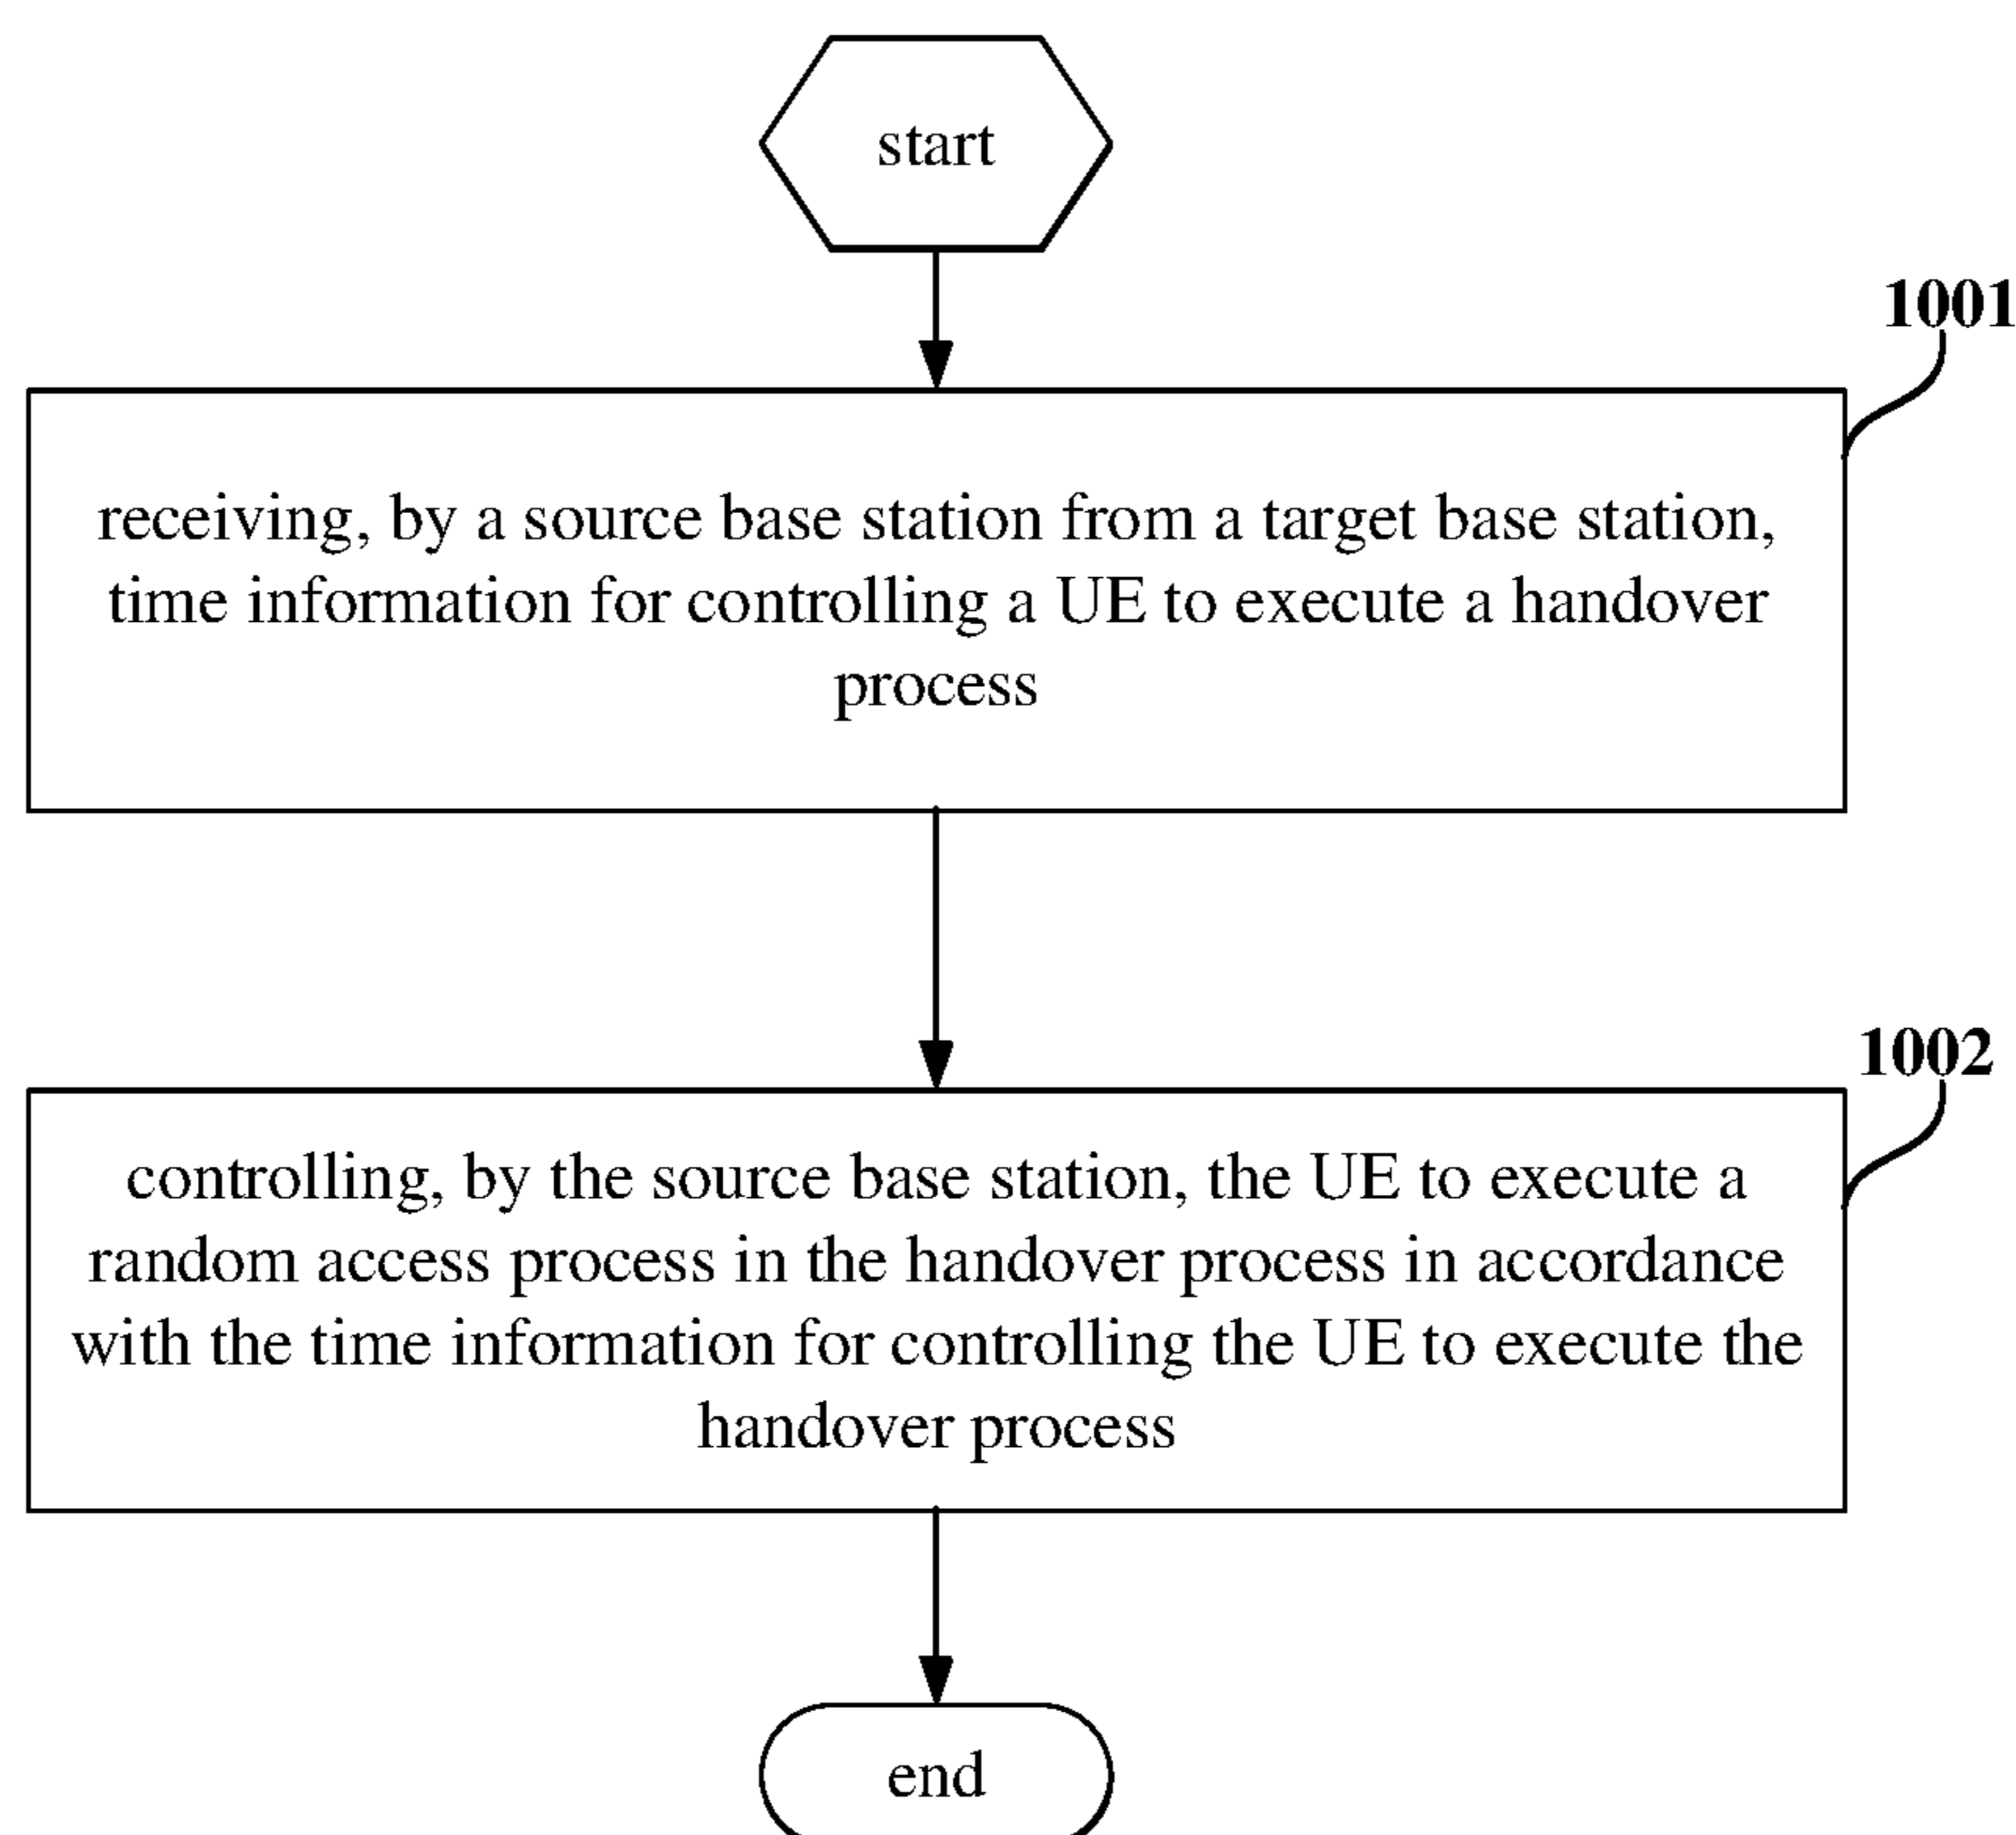 start
1001
receiving, by a source base station from a target base station,
time information for controlling a UE to execute a handover
process
1002
controlling, by the source base station, the UE to execute a
random access process in the handover process in accordance
with the time information for controlling the UE to execute the
handover process
end